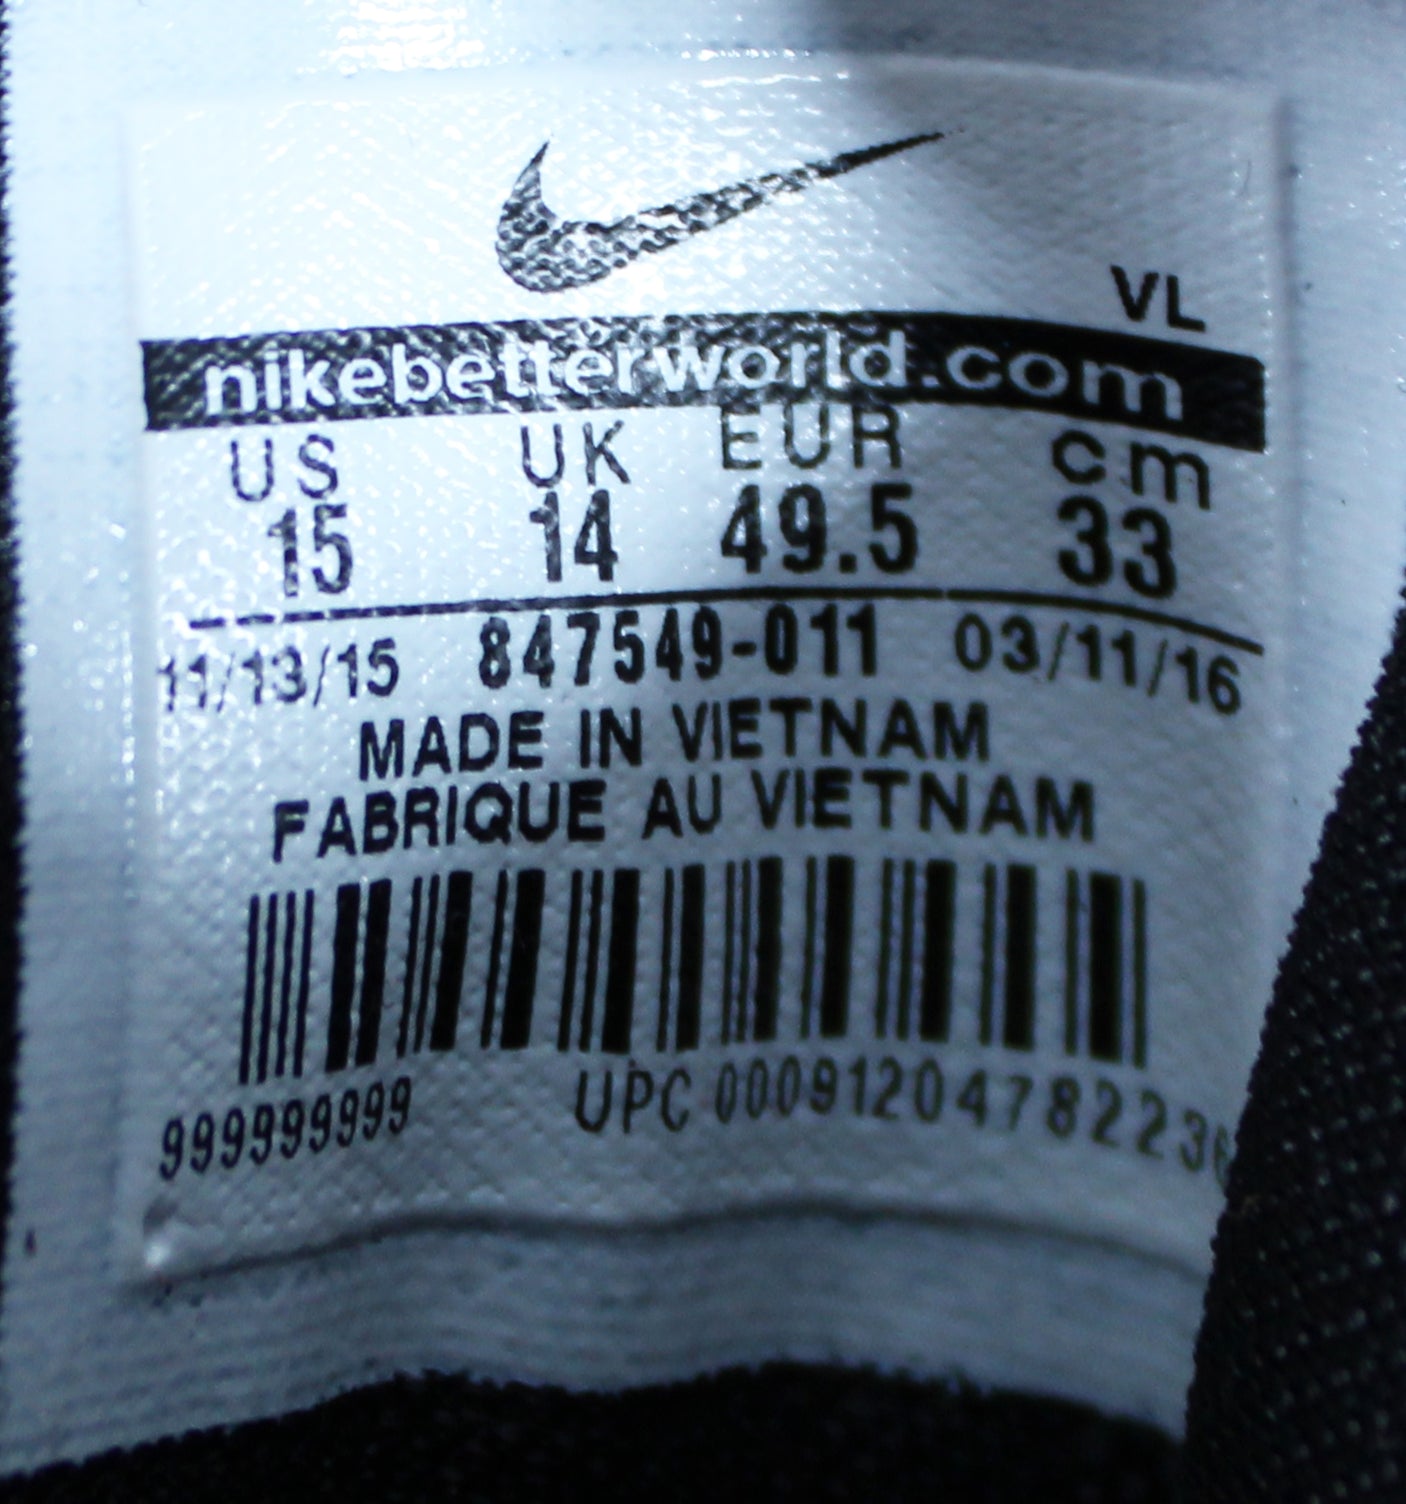 VL
nikebetterworld.com
US UK EUR cm
15 14 49.5 33
11/13/15 847549-011 03/11/16
MADE IN VIETNAM
FABRIQUE AU VIETNAM
999999999 UPC 00091204782236